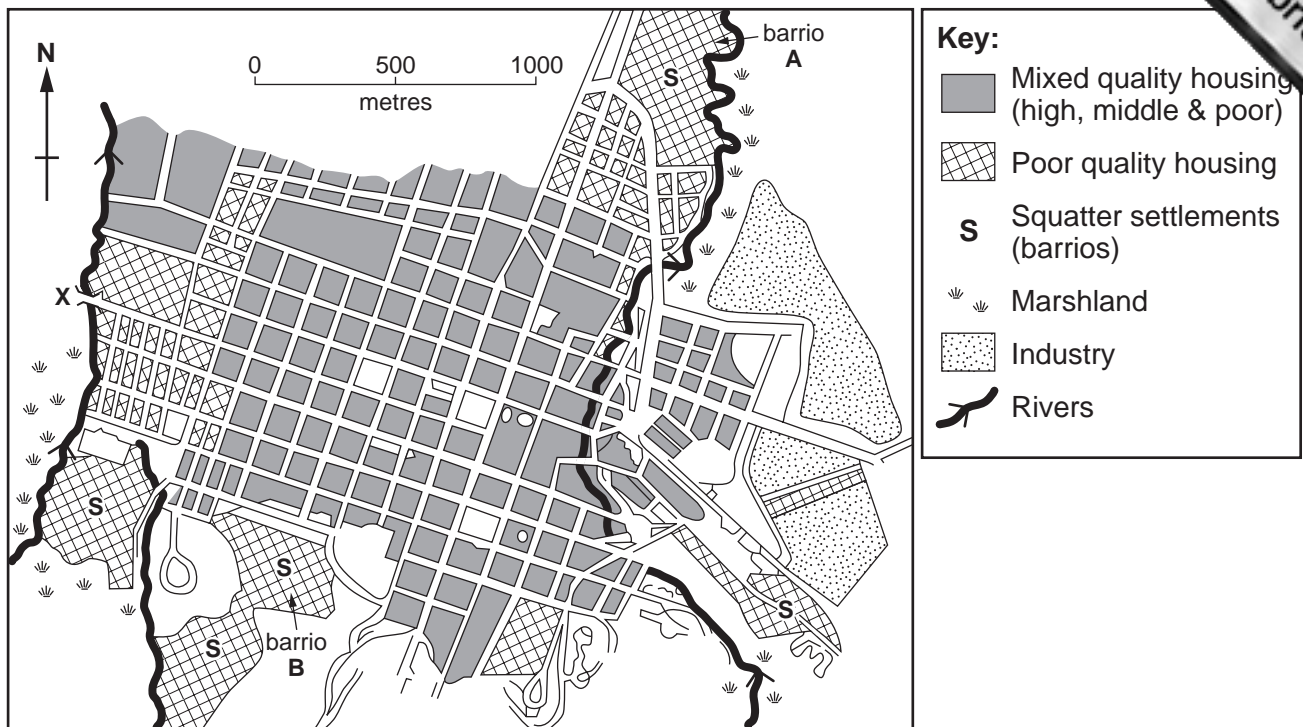 N
0 500 1000
metres
barrio
A
S
X
S
S
barrio
B
S
S
Key:
Mixed quality housing
(high, middle & poor)
Poor quality housing
S
Squatter settlements
(barrios)
Marshland
Industry
Rivers